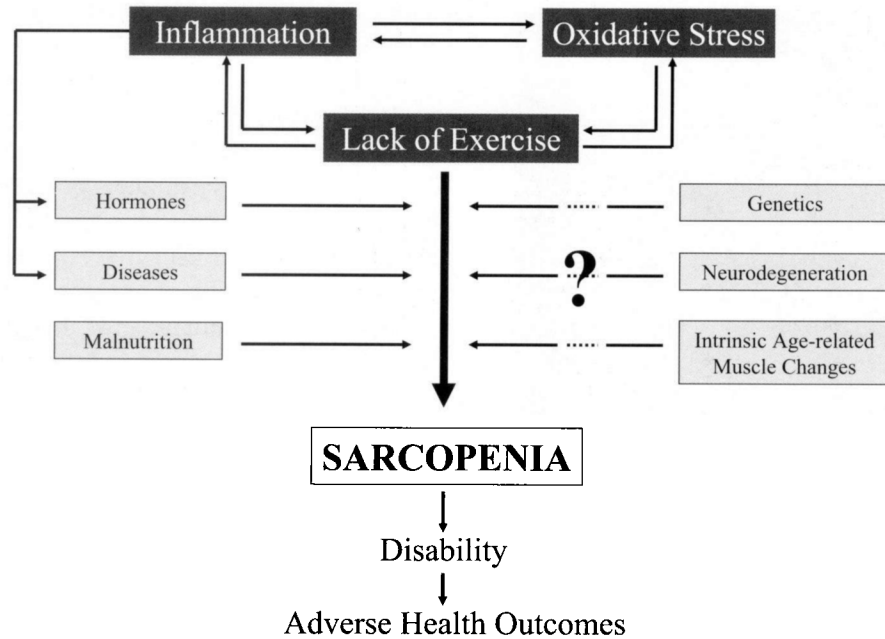 Inflammation
Oxidative Stress
Lack of Exercise
Hormones
Genetics
Diseases
?
Neurodegeneration
Malnutrition
Intrinsic Age-related
Muscle Changes
SARCOPENIA
Disability
Adverse Health Outcomes